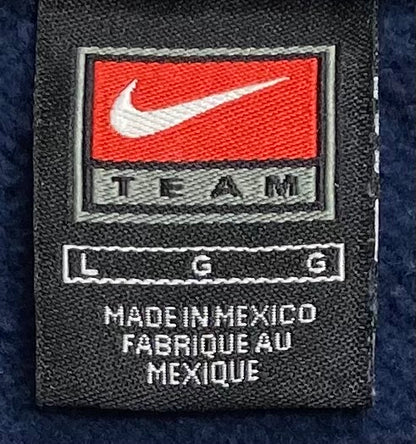 TEAM
L G G
MADE IN MEXICO
FABRIQUE AU
MEXIQUE